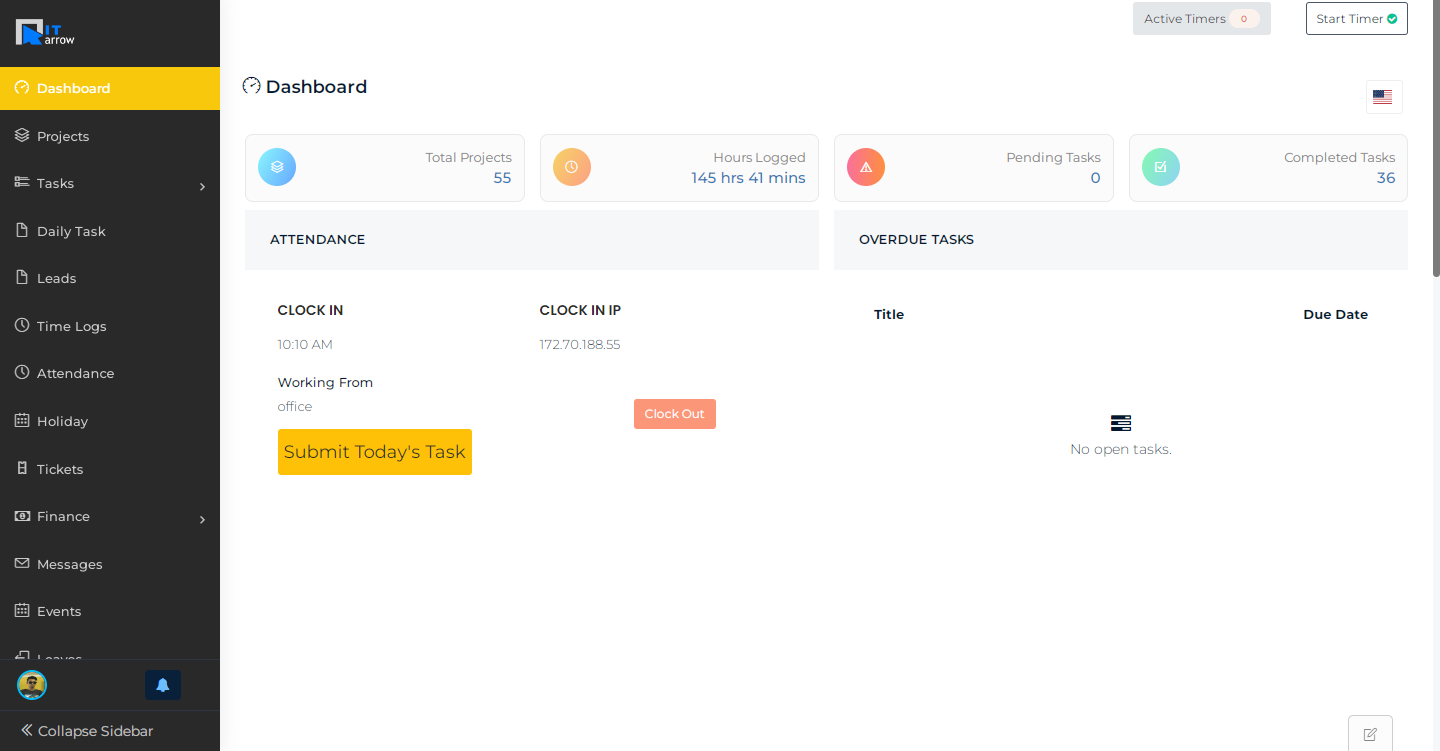 IT
arrow
Dashboard
Projects
Tasks
Daily Task
Leads
Time Logs
Attendance
Holiday
Tickets
Finance
Messages
Events
Leaves
Collapse Sidebar
Active Timers 0
Start Timer
Dashboard
Total Projects
55
Hours Logged
145 hrs 41 mins
Pending Tasks
0
Completed Tasks
36
ATTENDANCE
CLOCK IN
CLOCK IN IP
10:10 AM
172.70.188.55
Working From
office
Clock Out
Submit Today's Task
OVERDUE TASKS
Title
Due Date
No open tasks.